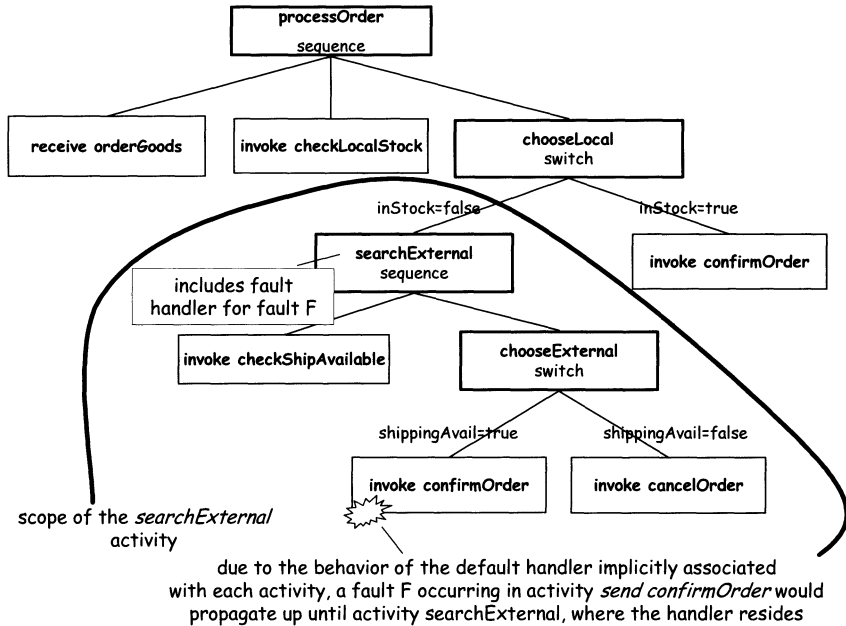 processOrder
sequence
receive orderGoods
invoke checkLocalStock
chooseLocal
switch
inStock=false
inStock=true
searchExternal
sequence
invoke confirmOrder
includes fault
handler for fault F
invoke checkShipAvailable
chooseExternal
switch
shippingAvail=true
shippingAvail=false
invoke confirmOrder
invoke cancelOrder
scope of the searchExternal
activity
due to the behavior of the default handler implicitly associated
with each activity, a fault F occurring in activity send confirmOrder would
propagate up until activity searchExternal, where the handler resides